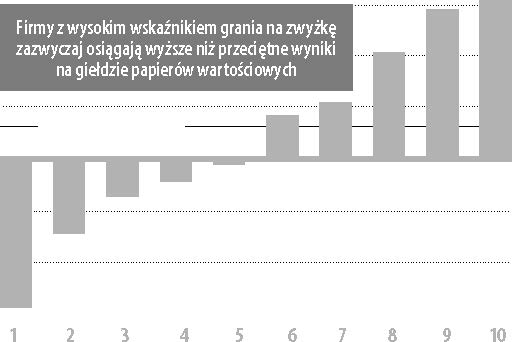 Firmy z wysokim wskaźnikiem grania na zwyżkę
zazwyczaj osiągają wyższe niż przeciętne wyniki
na giełdzie papierów wartościowych
1 2 3 4 5 6 7 8 9 10